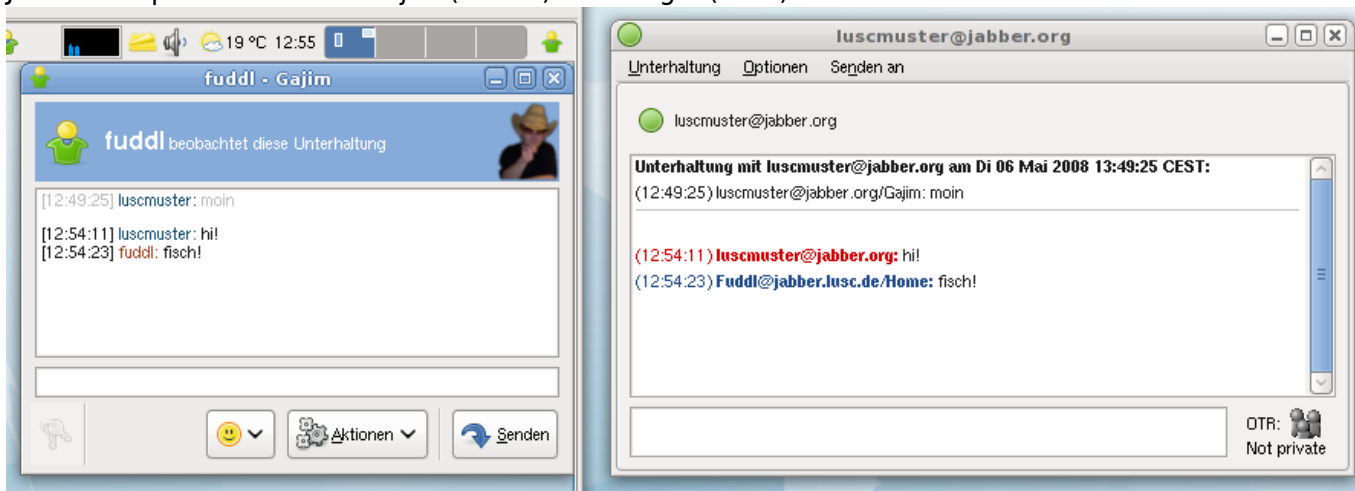 19 ºC 12:55
fuddl - Gajim
fuddl beobachtet diese Unterhaltung
[12:49:25] luscmuster: moin
[12:54:11] luscmuster: hi!
[12:54:23] fuddl: fisch!
Aktionen
Senden
luscmuster@jabber.org
Unterhaltung Optionen Senden an
luscmuster@jabber.org
Unterhaltung mit luscmuster@jabber.org am Di 06 Mai 2008 13:49:25 CEST:
(12:49:25) luscmuster@jabber.org/Gajim: moin
(12:54:11) luscmuster@jabber.org: hi!
(12:54:23) Fuddl@jabber.lusc.de/Home: fisch!
OTR:
Not private